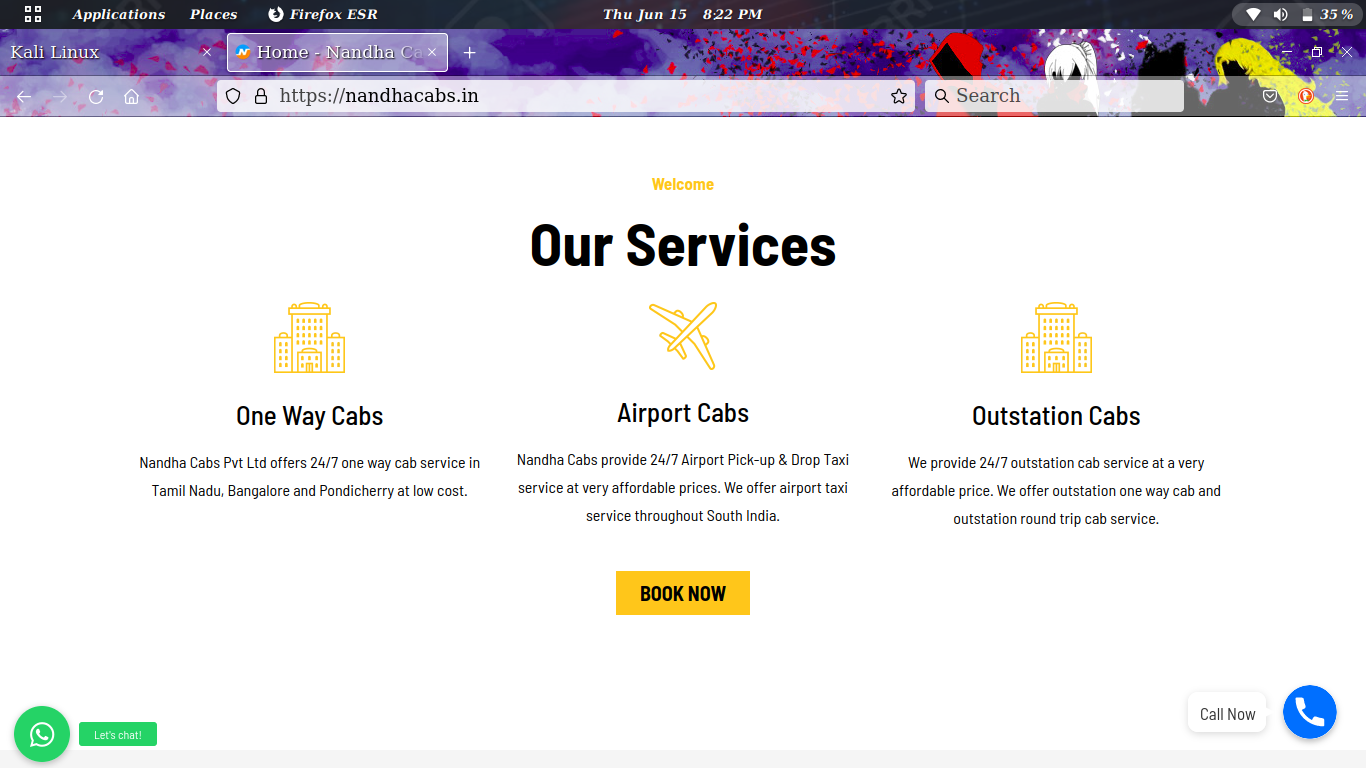 Applications Places Firefox ESR Thu Jun 15 8:22 PM 35 %
Kali Linux Home - Nandha Ca
https://nandhacabs.in Search
Welcome
Our Services
One Way Cabs
Nandha Cabs Pvt Ltd offers 24/7 one way cab service in
Tamil Nadu, Bangalore and Pondicherry at low cost.
Airport Cabs
Nandha Cabs provide 24/7 Airport Pick-up & Drop Taxi
service at very affordable prices. We offer airport taxi
service throughout South India.
Outstation Cabs
We provide 24/7 outstation cab service at a very
affordable price. We offer outstation one way cab and
outstation round trip cab service.
BOOK NOW
Let's chat!
Call Now